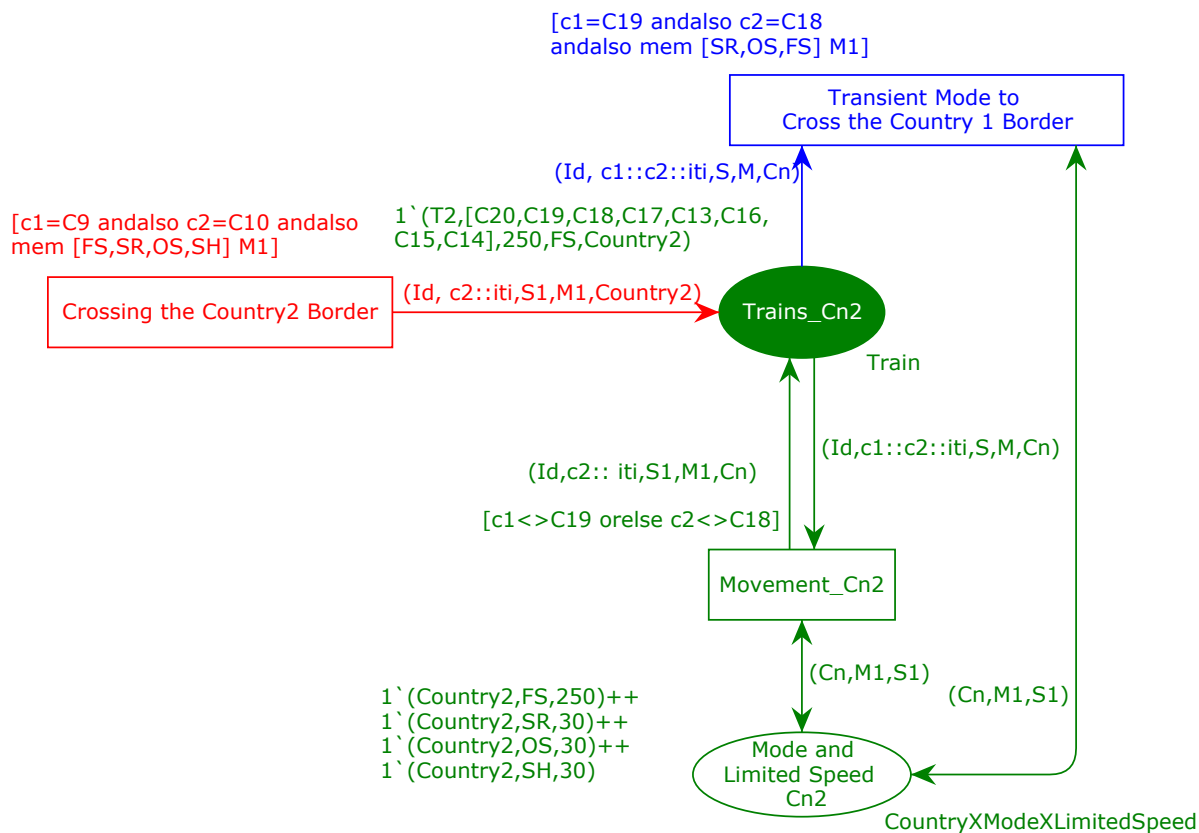 [c1=C19 andalso c2=C18
andalso mem [SR,OS,FS] M1]
Transient Mode to
Cross the Country 1 Border
(Id, c1::c2::iti,S,M,Cn)
[c1=C9 andalso c2=C10 andalso
mem [FS,SR,OS,SH] M1]
1`(T2,[C20,C19,C18,C17,C13,C16,
C15,C14],250,FS,Country2)
Crossing the Country2 Border
(Id, c2::iti,S1,M1,Country2)
Trains_Cn2
Train
(Id,c1::c2::iti,S,M,Cn)
(Id,c2:: iti,S1,M1,Cn)
[c1<>C19 orelse c2<>C18]
Movement_Cn2
(Cn,M1,S1)
(Cn,M1,S1)
1`(Country2,FS,250)++
1`(Country2,SR,30)++
1`(Country2,OS,30)++
1`(Country2,SH,30)
Mode and
Limited Speed
Cn2
CountryXModeXLimitedSpeed